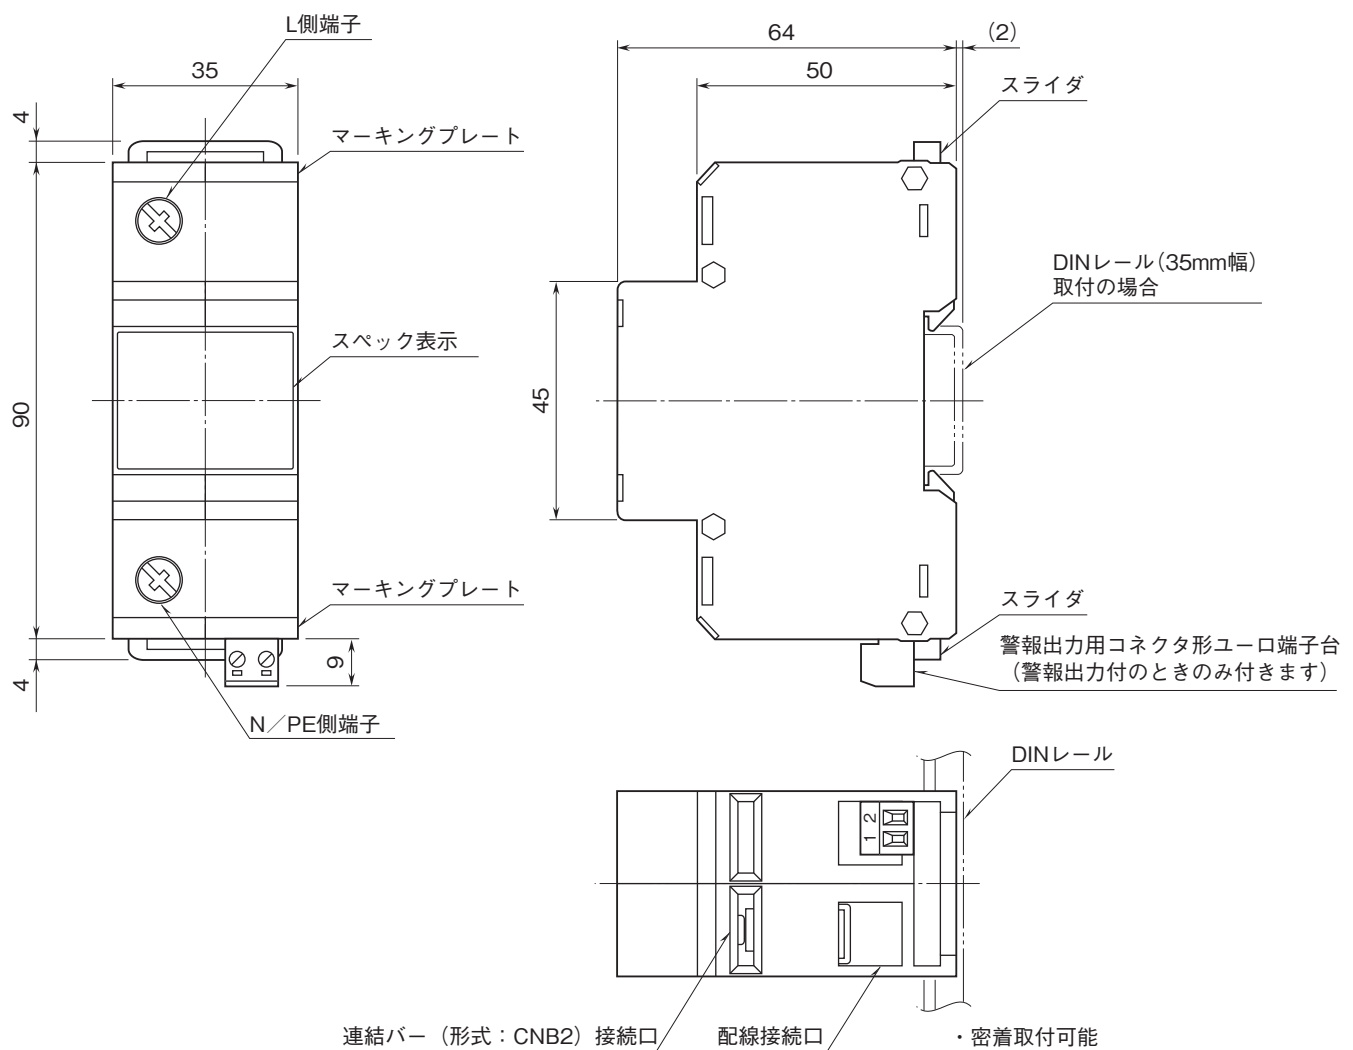 L側端子
35
4
マーキングプレート
スペック表示
90
マーキングプレート
9
4
N／PE側端子
64
(2)
50
スライダ
DINレール（35mm幅）
取付の場合
45
スライダ
警報出力用コネクタ形ユーロ端子台
（警報出力付のときのみ付きます）
DINレール
2
1
連結バー（形式：CNB2）接続口
配線接続口
・密着取付可能